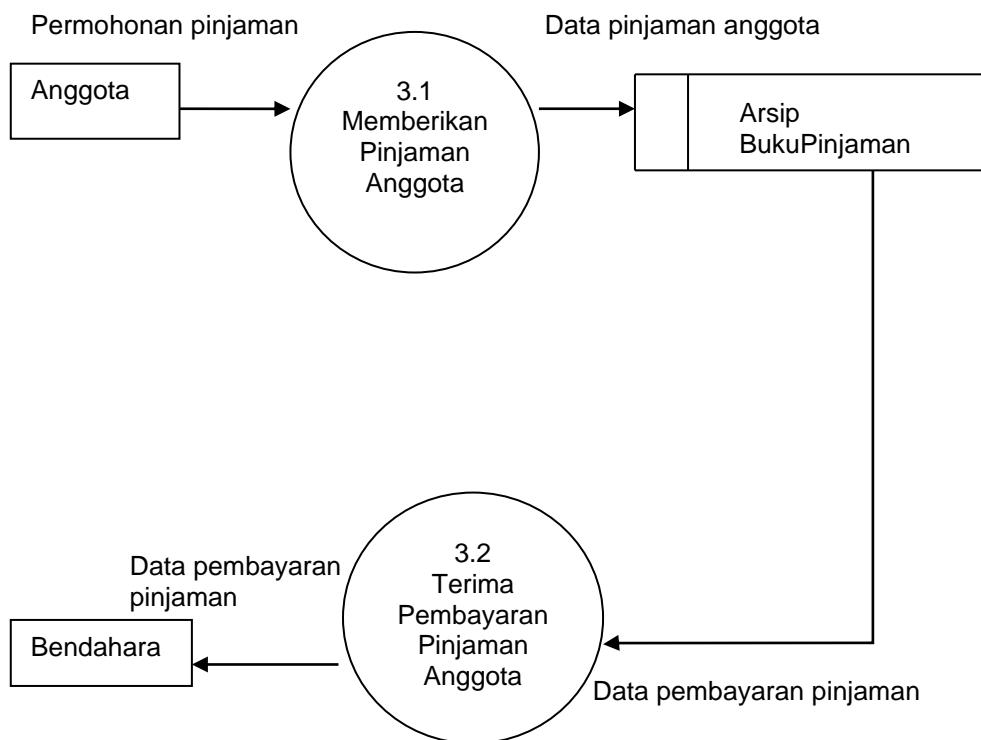 Permohonan pinjaman
Data pinjaman anggota
Anggota
3.1
Memberikan
Pinjaman
Anggota
Arsip
BukuPinjaman
Data pembayaran
pinjaman
3.2
Terima
Pembayaran
Pinjaman
Anggota
Bendahara
Data pembayaran pinjaman